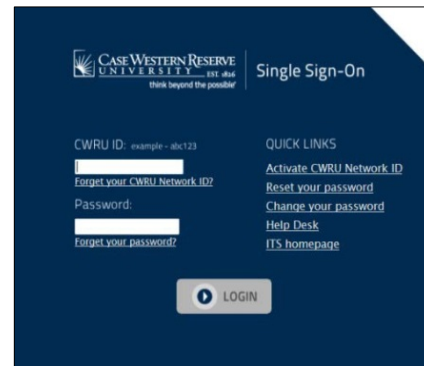 CASE WESTERN RESERVE
UNIVERSITY EST. 1826
think beyond the possible®
Single Sign-On
CWRU ID: example - abc123
Forget your CWRU Network ID?
Password:
Forget your password?
QUICK LINKS
Activate CWRU Network ID
Reset your password
Change your password
Help Desk
ITS homepage
LOGIN